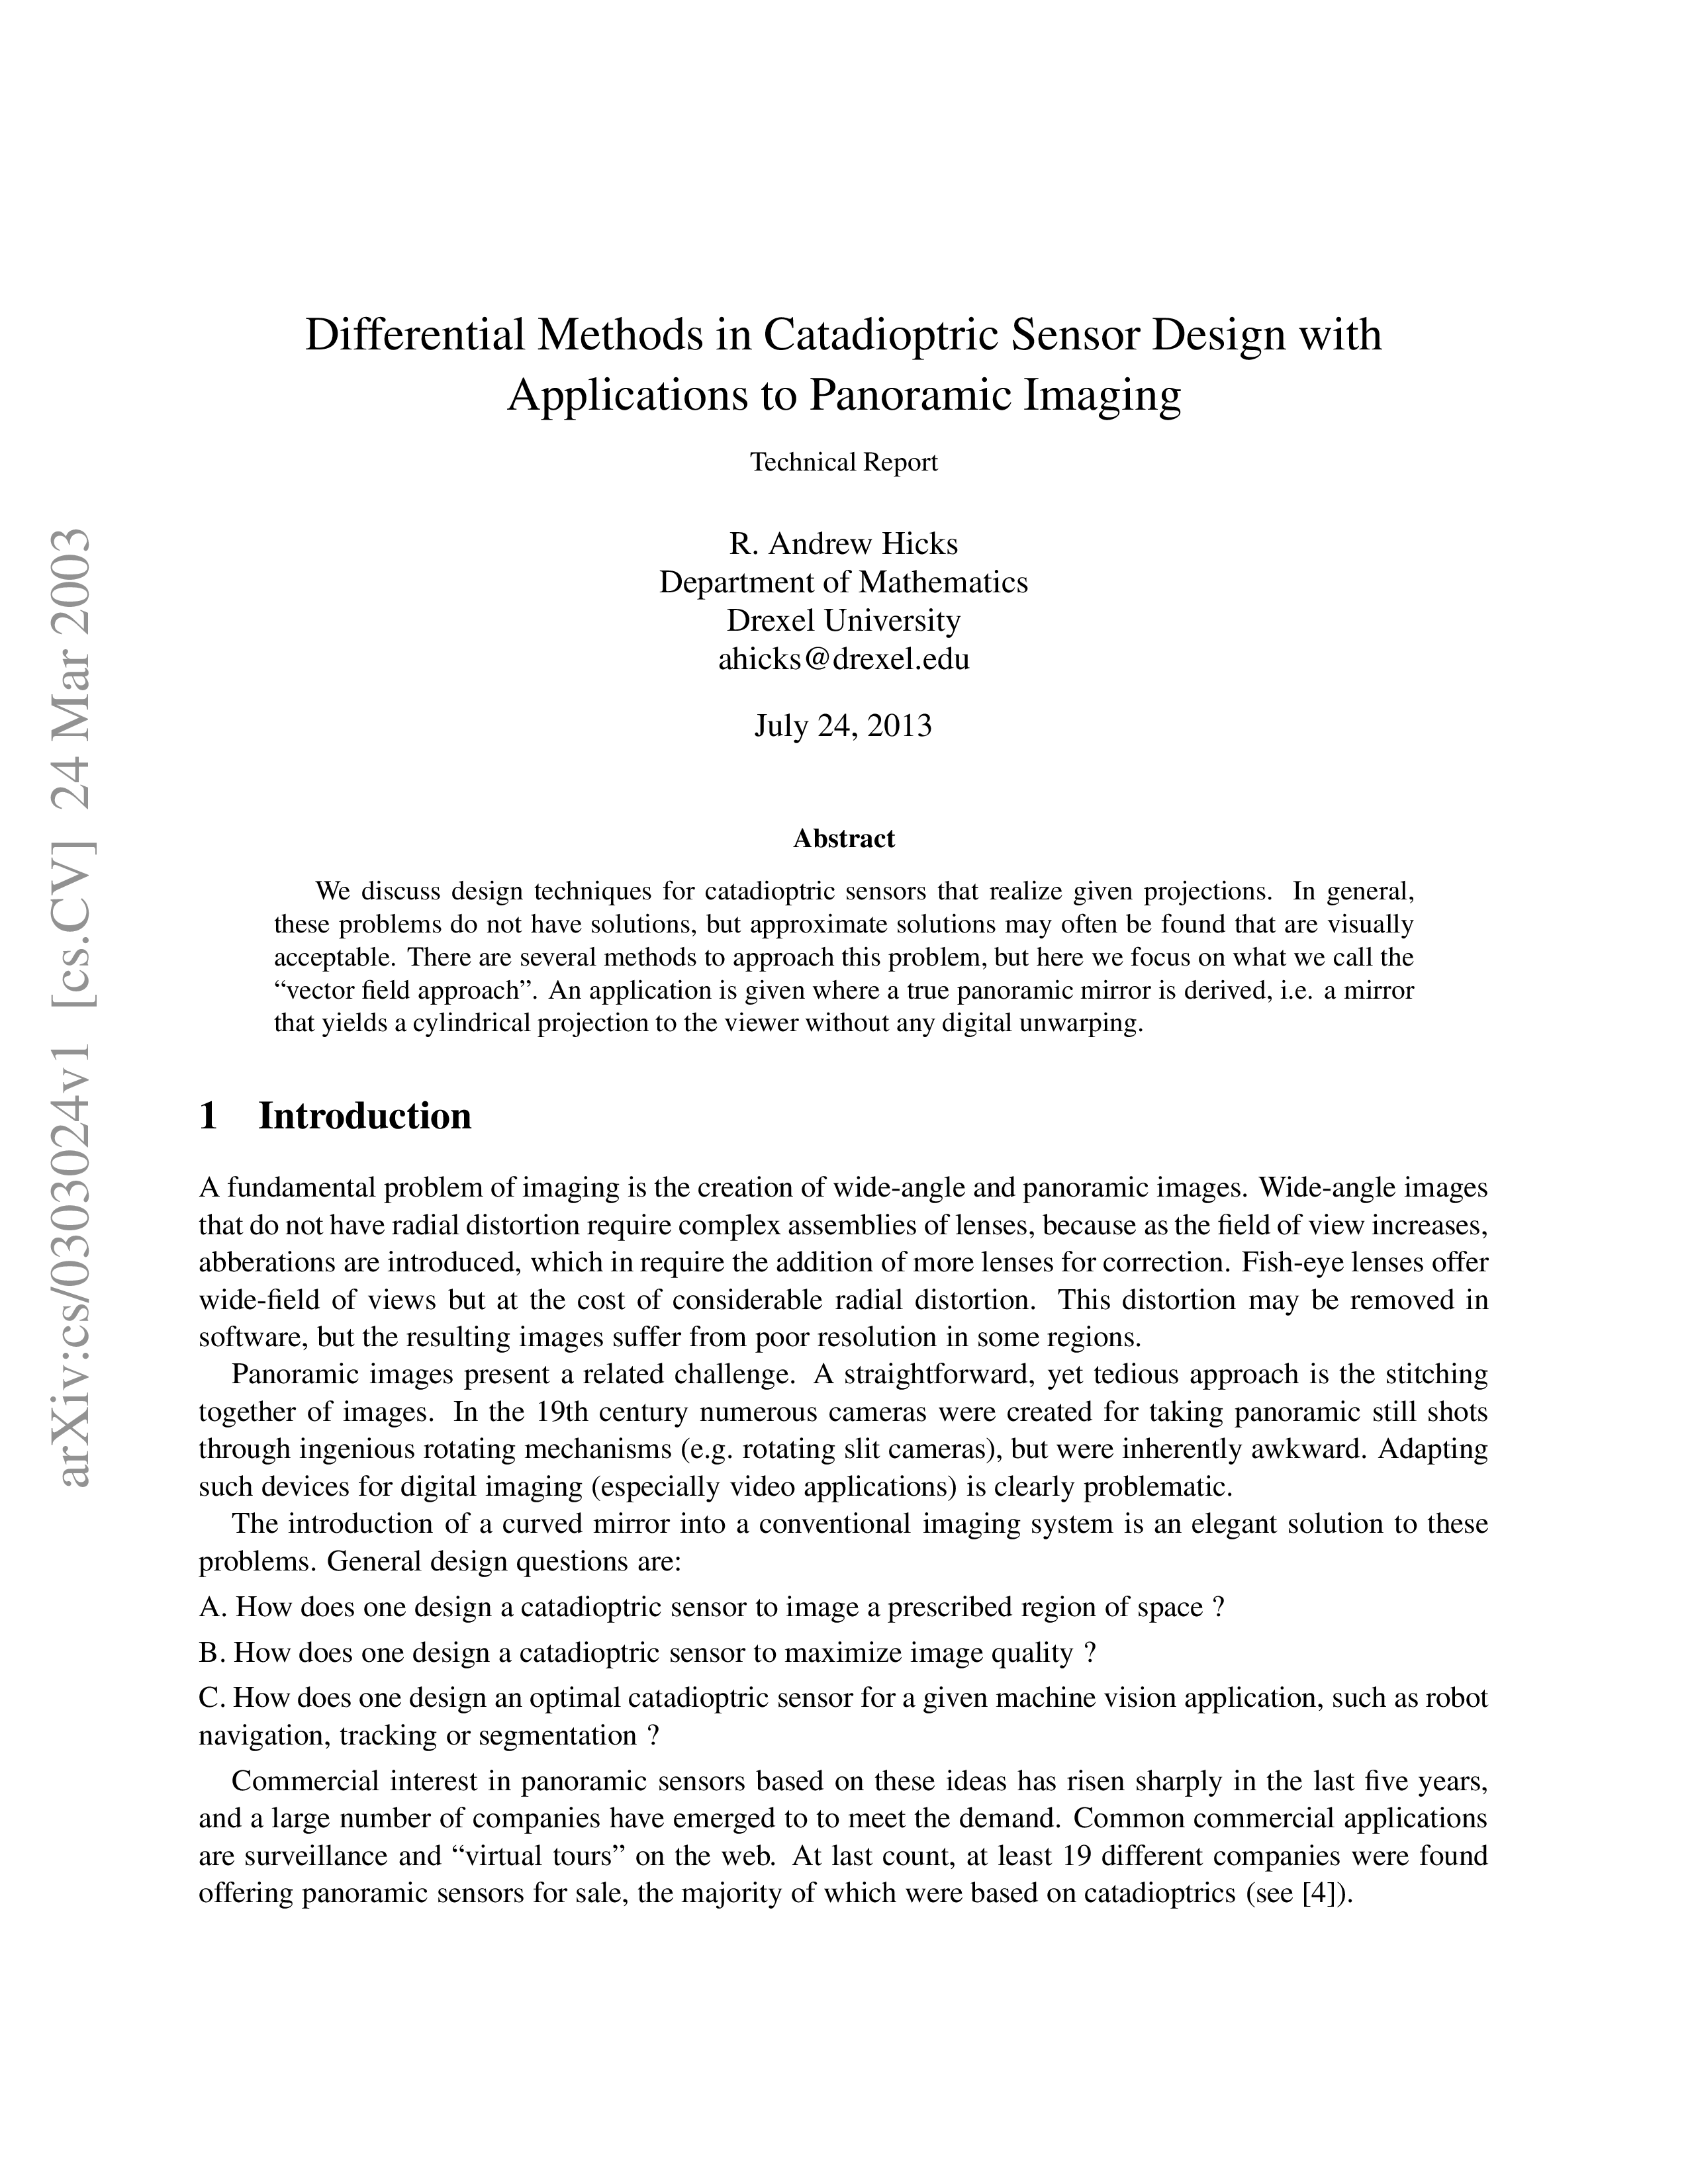 Differential Methods in Catadioptric Sensor Design with
Applications to Panoramic Imaging
Technical Report
R. Andrew Hicks
Department of Mathematics
Drexel University
ahicks@drexel.edu
July 24, 2013
Abstract
We discuss design techniques for catadioptric sensors that realize given projections. In general,
these problems do not have solutions, but approximate solutions may often be found that are visually
acceptable. There are several methods to approach this problem, but here we focus on what we call the
“vector field approach”. An application is given where a true panoramic mirror is derived, i.e. a mirror
that yields a cylindrical projection to the viewer without any digital unwarping.
1 Introduction
A fundamental problem of imaging is the creation of wide-angle and panoramic images. Wide-angle images
that do not have radial distortion require complex assemblies of lenses, because as the field of view increases,
abberations are introduced, which in require the addition of more lenses for correction. Fish-eye lenses offer
wide-field of views but at the cost of considerable radial distortion. This distortion may be removed in
software, but the resulting images suffer from poor resolution in some regions.
Panoramic images present a related challenge. A straightforward, yet tedious approach is the stitching
together of images. In the 19th century numerous cameras were created for taking panoramic still shots
through ingenious rotating mechanisms (e.g. rotating slit cameras), but were inherently awkward. Adapting
such devices for digital imaging (especially video applications) is clearly problematic.
The introduction of a curved mirror into a conventional imaging system is an elegant solution to these
problems. General design questions are:
A. How does one design a catadioptric sensor to image a prescribed region of space ?
B. How does one design a catadioptric sensor to maximize image quality ?
C. How does one design an optimal catadioptric sensor for a given machine vision application, such as robot
navigation, tracking or segmentation ?
Commercial interest in panoramic sensors based on these ideas has risen sharply in the last five years,
and a large number of companies have emerged to to meet the demand. Common commercial applications
are surveillance and “virtual tours” on the web. At last count, at least 19 different companies were found
offering panoramic sensors for sale, the majority of which were based on catadioptrics (see [4]).
arXiv:cs/0303024v1 [cs.CV] 24 Mar 2003